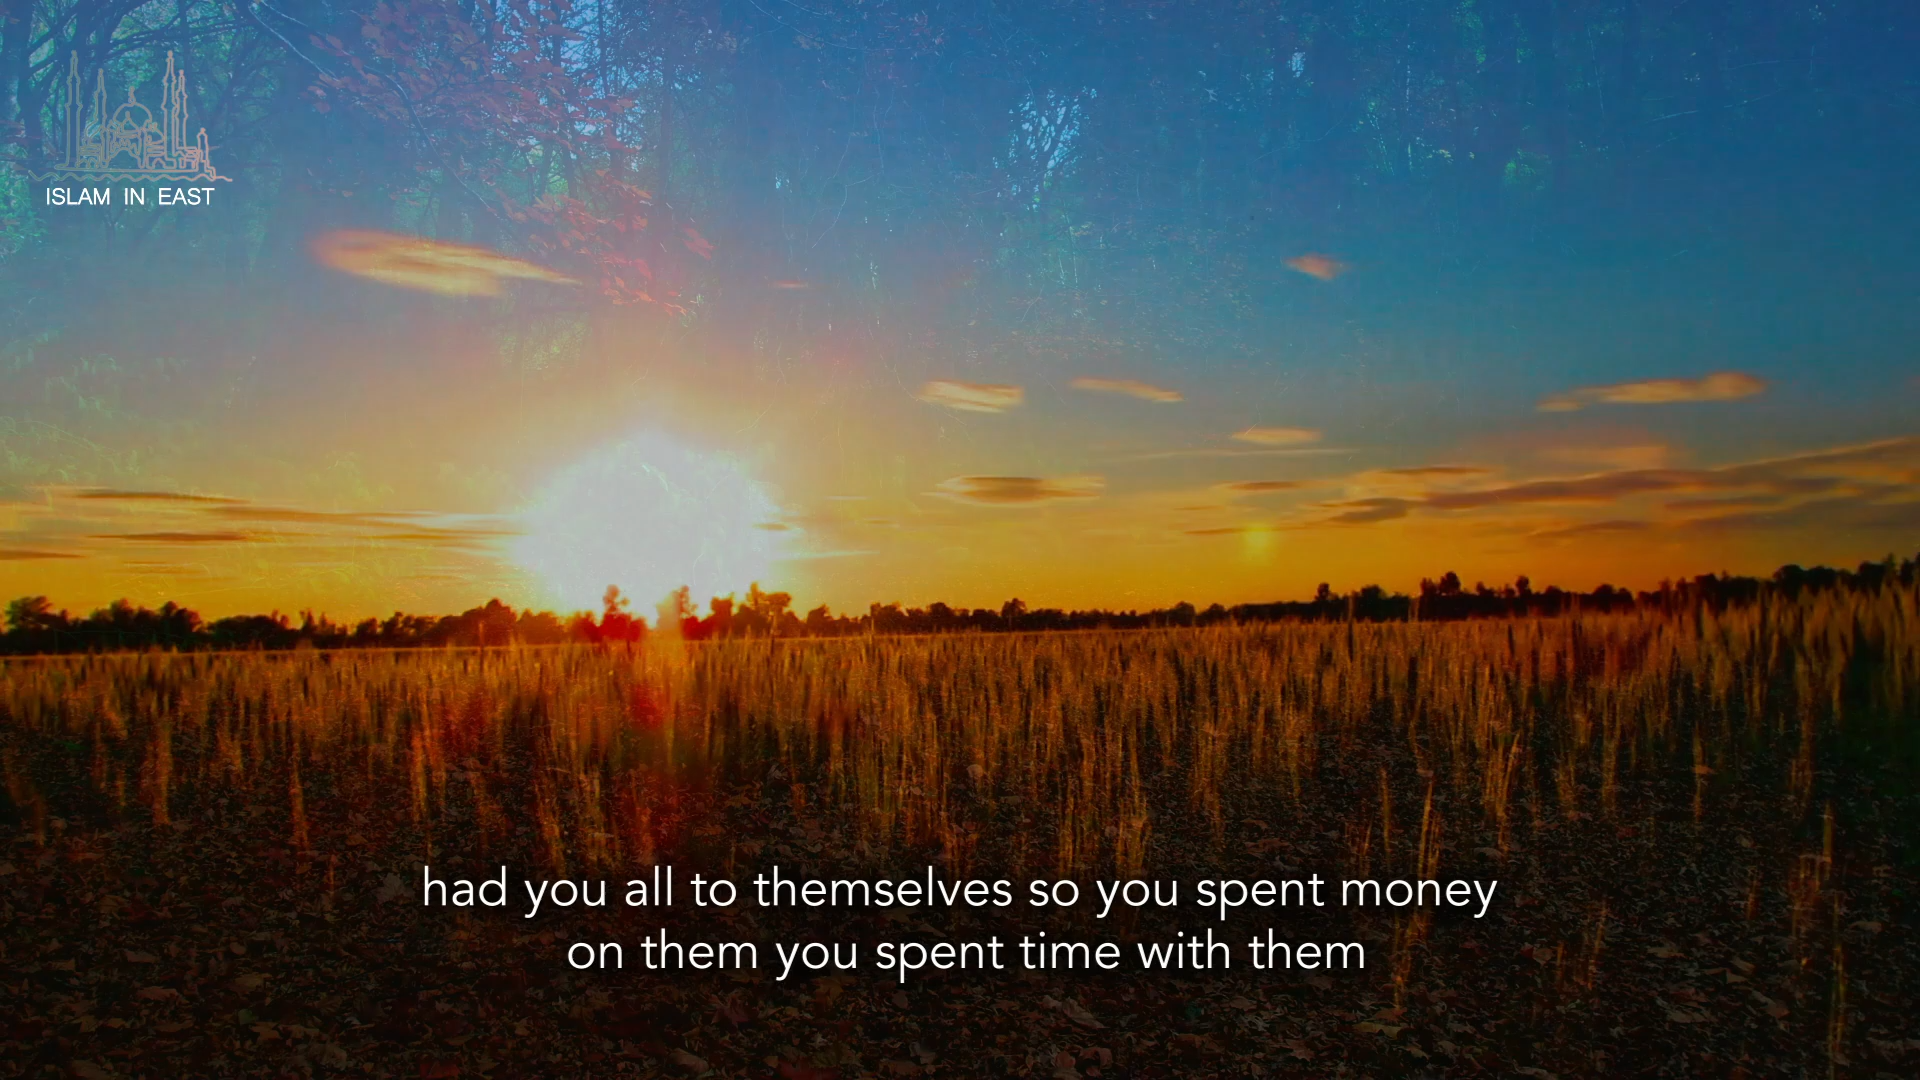 ISLAM IN EAST
had you all to themselves so you spent money
on them you spent time with them